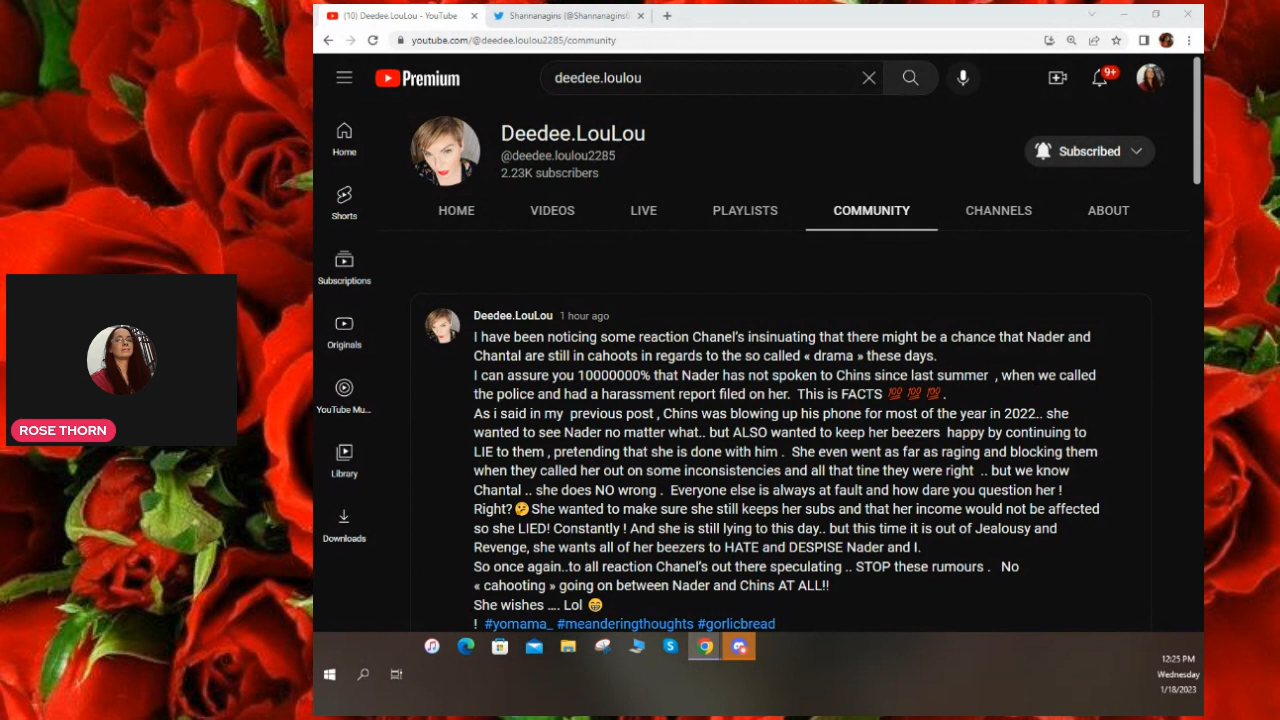 (10) Deedee.LouLou - YouTube
Shannanagins (@Shannanagins
youtube.com/@deedee.loulou2285/community
Premium
deedee.loulou
9+
Home
Shorts
Subscriptions
Originals
YouTube Mu...
Library
Downloads
Deedee.LouLou
@deedee.loulou2285
2.23K subscribers
Subscribed
HOME VIDEOS LIVE PLAYLISTS COMMUNITY CHANNELS ABOUT
Deedee.LouLou 1 hour ago
I have been noticing some reaction Chanel's insinuating that there might be a chance that Nader and
Chantal are still in cahoots in regards to the so called « drama » these days.
I can assure you 10000000% that Nader has not spoken to Chins since last summer , when we called
the police and had a harassment report filed on her. This is FACTS 💯 💯 💯.
As i said in my previous post , Chins was blowing up his phone for most of the year in 2022.. she
wanted to see Nader no matter what.. but ALSO wanted to keep her beezers happy by continuing to
LIE to them , pretending that she is done with him . She even went as far as raging and blocking them
when they called her out on some inconsistencies and all that tine they were right .. but we know
Chantal .. she does NO wrong . Everyone else is always at fault and how dare you question her !
Right?🤔She wanted to make sure she still keeps her subs and that her income would not be affected
so she LIED! Constantly ! And she is still lying to this day.. but this time it is out of Jealousy and
Revenge, she wants all of her beezers to HATE and DESPISE Nader and I.
So once again..to all reaction Chanel's out there speculating .. STOP these rumours . No
« cahooting » going on between Nader and Chins AT ALL!!
She wishes .... Lol 😁
! #yomama_ #meanderingthoughts #gorlicbread
ROSE THORN
12:25 PM
Wednesday
1/18/2023